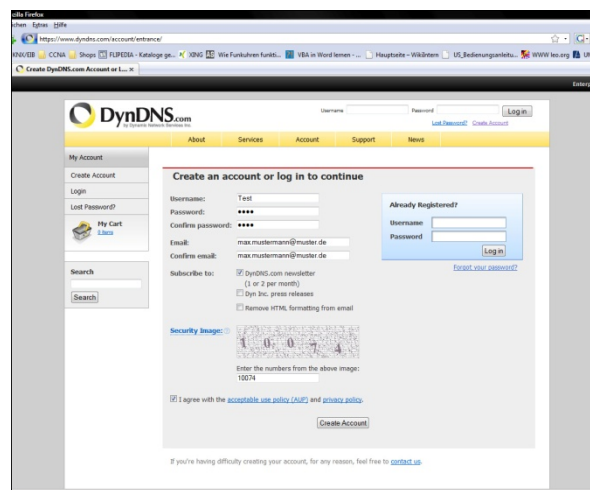 zilla Firefox
chen Extras Hilfe
https://www.dyndns.com/account/entrance/
CCNA Shops FLIPEDIA - Kataloge ge... XING Wie Funkuhren funkti... VBA in Word lernen - ... Hauptseite – Wikiintern US_Bedienungsanleitu... WWW leo.org
Create DynDNS.com Account or L...
Enterp
DynDNS.com
by Dynamic Network Services Inc.
Username Password Log in
Lost Password? Create Account
About Services Account Support News
My Account
Create Account
Login
Lost Password?
My Cart
0 items
Search
Search
Create an account or log in to continue
Username: Test
Password: ••••
Confirm password: ••••
Email: max.mustermann@muster.de
Confirm email: max.mustermann@muster.de
Subscribe to: DynDNS.com newsletter
(1 or 2 per month)
Dyn Inc. press releases
Remove HTML formatting from email
Security Image:
1 0 0 7 4
Enter the numbers from the above image:
10074
I agree with the acceptable use policy (AUP) and privacy policy.
Create Account
Already Registered?
Username
Password
Log in
Forgot your password?
If you're having difficulty creating your account, for any reason, feel free to contact us.